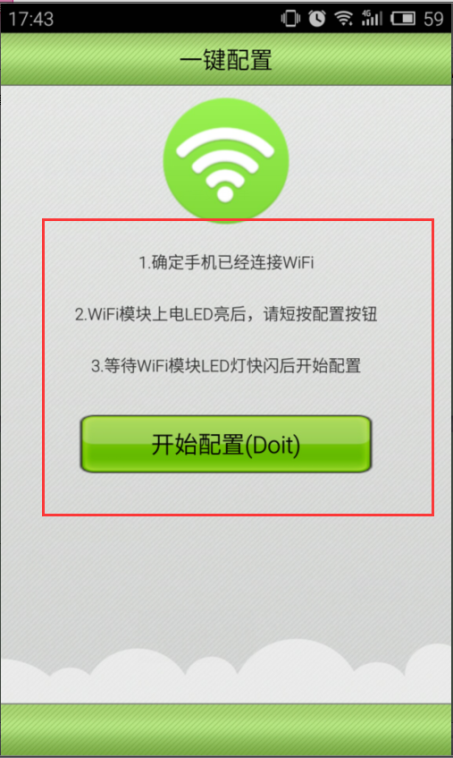 17:43
4G
59
一键配置
1.确定手机已经连接WiFi
2.WiFi模块上电LED亮后，请短按配置按钮
3.等待WiFi模块LED灯快闪后开始配置
开始配置(Doit)